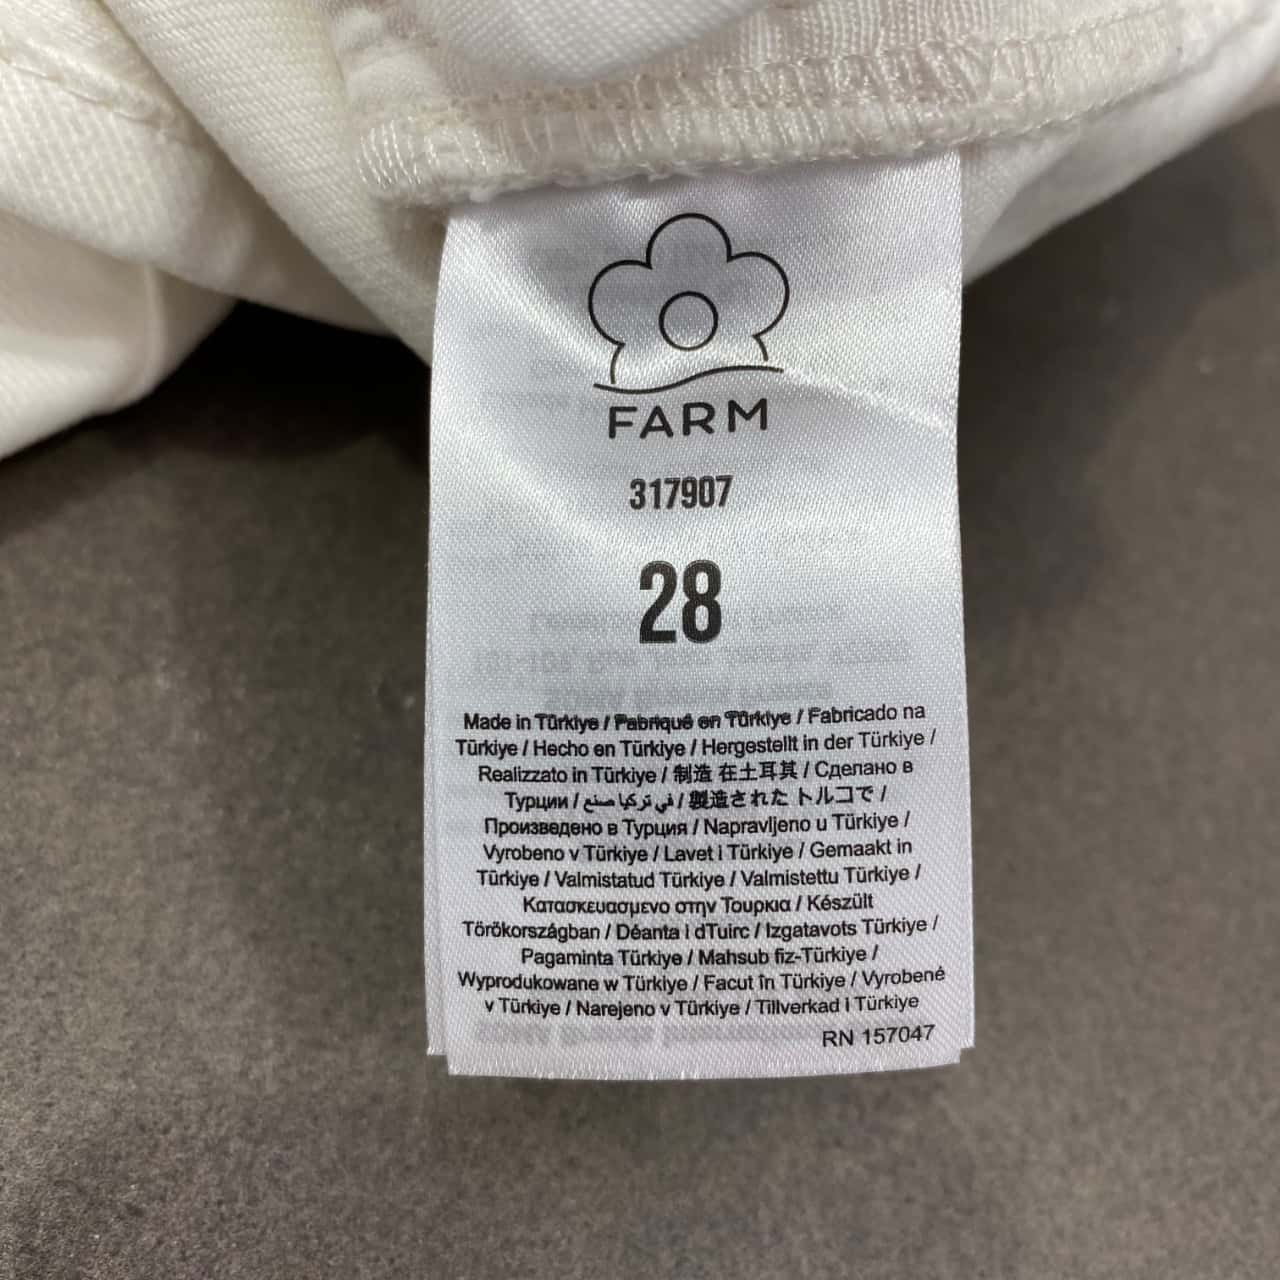 FARM
317907
28
Made in Türkiye / Fabriqué en Türkiye / Fabricado na
Türkiye / Hecho en Türkiye / Hergestellt in der Türkiye /
Realizzato in Türkiye / 制造 在土耳其 / Сделано в
Турции / في تركيا صنع / 製造された トルコで /
Произведено в Турция / Napravljeno u Türkiye /
Vyrobeno v Türkiye / Lavet i Türkiye / Gemaakt in
Türkiye / Valmistatud Türkiye / Valmistettu Türkiye /
Κατασκευασμενο στην Τουρκια / Készült
Törökországban / Déanta i dTuirc / Izgatavots Türkiye /
Pagaminta Türkiye / Mahsub fiz-Türkiye /
Wyprodukowane w Türkiye / Facut în Türkiye / Vyrobené
v Türkiye / Narejeno v Türkiye / Tillverkad i Türkiye
RN 157047